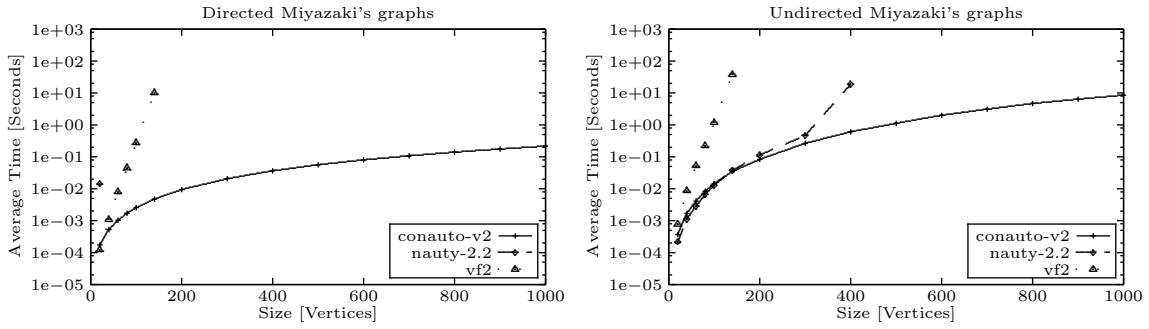 Directed Miyazaki's graphs
1e+03
1e+02
1e+01
1e+00
1e−01
1e−02
1e−03
1e−04
1e−05
Average Time [Seconds]
0 200 400 600 800 1000
Size [Vertices]
conauto-v2
nauty-2.2
vf2
Undirected Miyazaki's graphs
1e+03
1e+02
1e+01
1e+00
1e−01
1e−02
1e−03
1e−04
1e−05
Average Time [Seconds]
0 200 400 600 800 1000
Size [Vertices]
conauto-v2
nauty-2.2
vf2